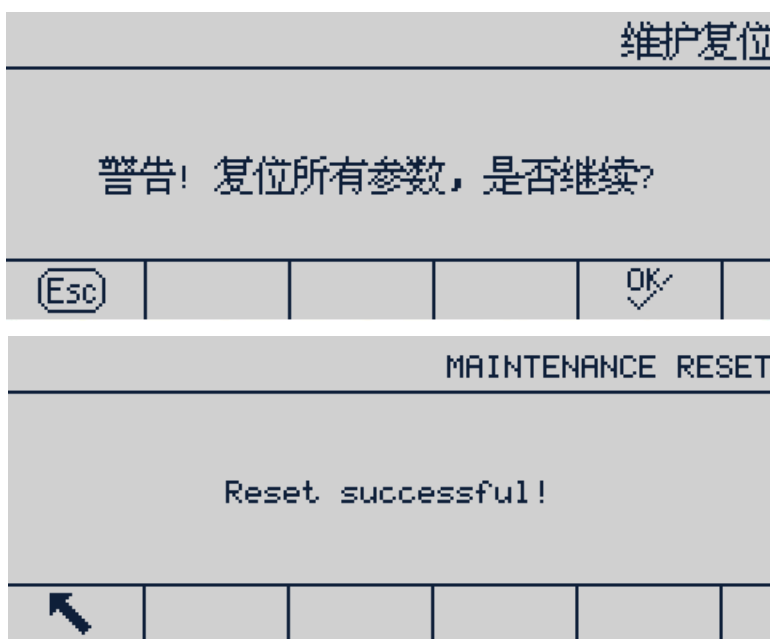 维护复位
警告! 复位所有参数，是否继续?
Esc
OK
MAINTENANCE RESET
Reset successful!